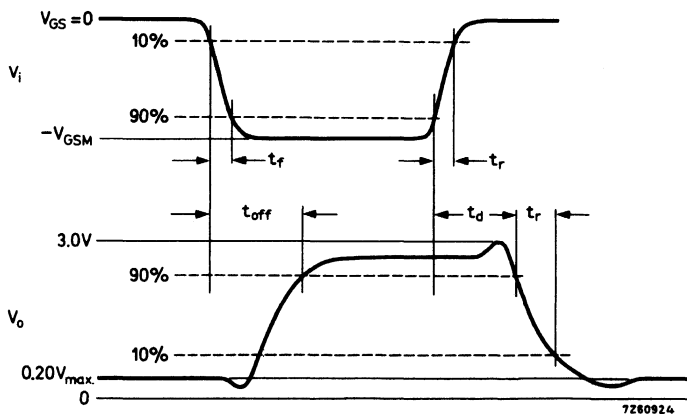 V_GS = 0
10%
V_i
90%
-V_GSM
t_f
t_r
t_off
t_d
t_r
3.0V
90%
V_o
10%
0.20V_max.
0
7Z60924